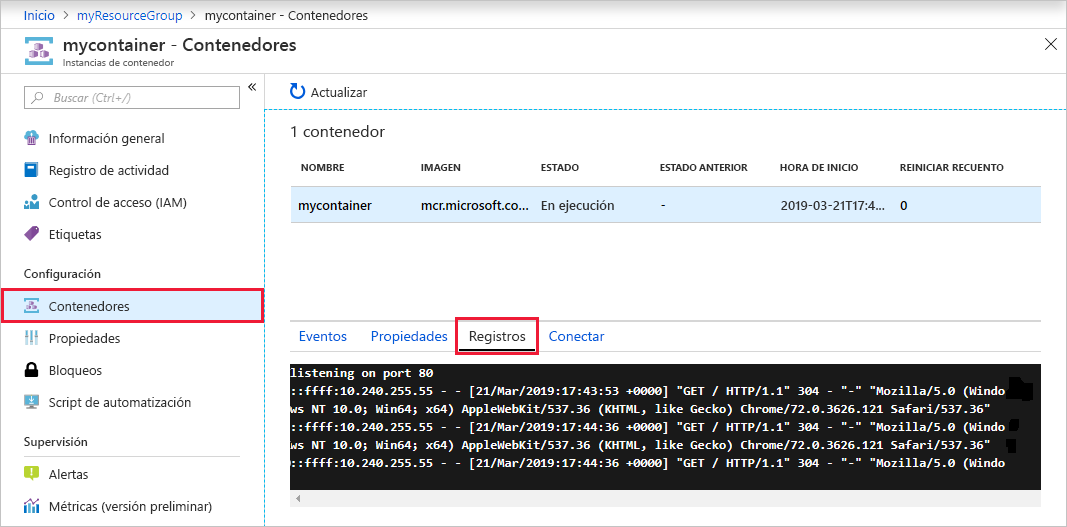 Inicio > myResourceGroup > mycontainer - Contenedores
mycontainer - Contenedores
Instancias de contenedor
Buscar (Ctrl+/)
Información general
Registro de actividad
Control de acceso (IAM)
Etiquetas
Configuración
Contenedores
Propiedades
Bloqueos
Script de automatización
Supervisión
Alertas
Métricas (versión preliminar)
Actualizar
1 contenedor
NOMBRE IMAGEN ESTADO ESTADO ANTERIOR HORA DE INICIO REINICIAR RECUENTO
mycontainer mcr.microsoft.co... En ejecución - 2019-03-21T17:4... 0
Eventos Propiedades Registros Conectar
listening on port 80
::ffff:10.240.255.55 - - [21/Mar/2019:17:43:53 +0000] "GET / HTTP/1.1" 304 - "-" "Mozilla/5.0 (Windo
ws NT 10.0; Win64; x64) AppleWebKit/537.36 (KHTML, like Gecko) Chrome/72.0.3626.121 Safari/537.36"
::ffff:10.240.255.55 - - [21/Mar/2019:17:44:36 +0000] "GET / HTTP/1.1" 304 - "-" "Mozilla/5.0 (Windo
ws NT 10.0; Win64; x64) AppleWebKit/537.36 (KHTML, like Gecko) Chrome/72.0.3626.121 Safari/537.36"
::ffff:10.240.255.55 - - [21/Mar/2019:17:44:36 +0000] "GET / HTTP/1.1" 304 - "-" "Mozilla/5.0 (Windo